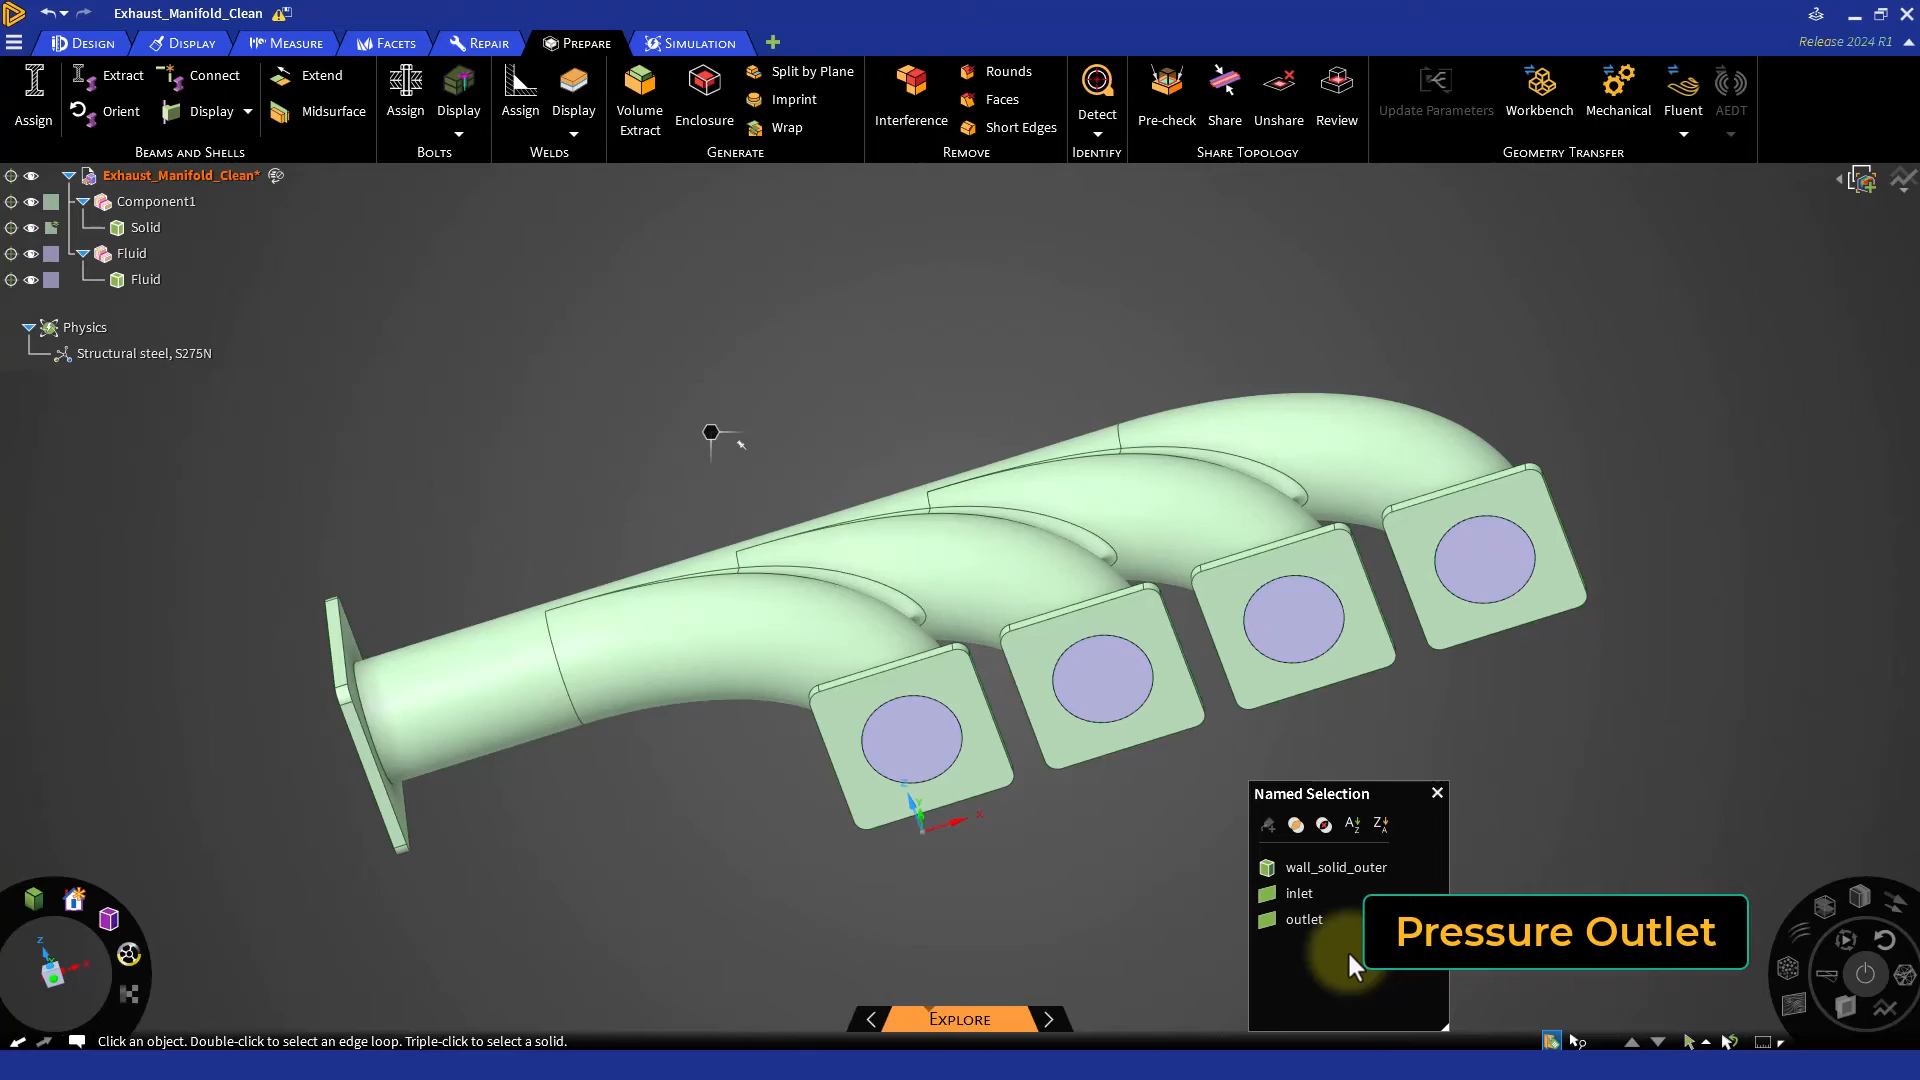 Exhaust_Manifold_Clean
Design
Display
Measure
Facets
Repair
Prepare
Simulation
Release 2024 R1
Assign
Extract
Connect
Orient
Display
Extend
Midsurface
Beams and Shells
Assign
Display
Bolts
Assign
Display
Welds
Volume
Extract
Enclosure
Split by Plane
Imprint
Wrap
Generate
Interference
Rounds
Faces
Short Edges
Remove
Detect
Identify
Pre-check
Share
Unshare
Review
Share Topology
Update Parameters
Workbench
Mechanical
Fluent
AEDT
Geometry Transfer
Exhaust_Manifold_Clean*
Component1
Solid
Fluid
Fluid
Physics
Structural steel, S275N
Z
Y
X
Named Selection
wall_solid_outer
inlet
outlet
Pressure Outlet
Z
X
Explore
Click an object. Double-click to select an edge loop. Triple-click to select a solid.